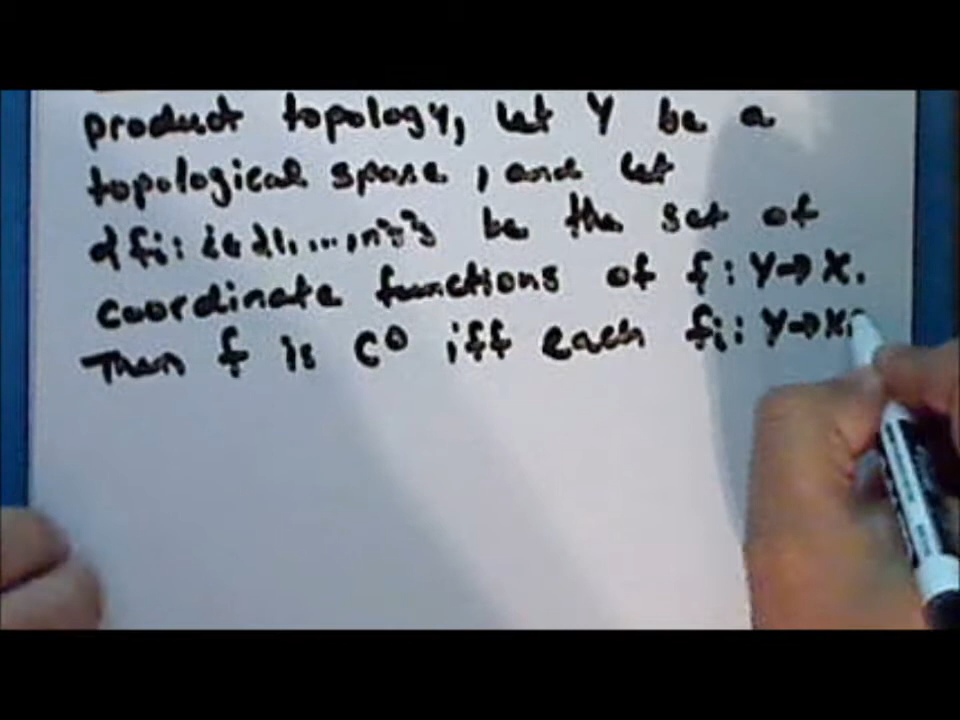 product topology, let Y be a
topological space, and let
{fi: i∈{1,...,n}} be the set of
coordinate functions of f: Y→X.
Then f is C⁰ iff each fi: Y→Xi